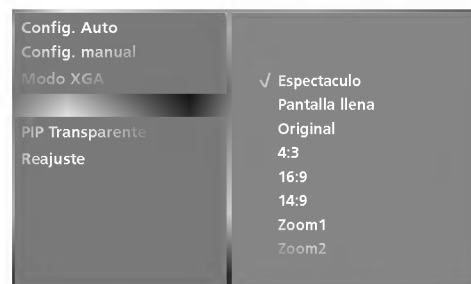 Config. Auto
Config. manual
Modo XGA
PIP Transparente
Reajuste
√ Espectaculo
Pantalla llena
Original
4:3
16:9
14:9
Zoom1
Zoom2